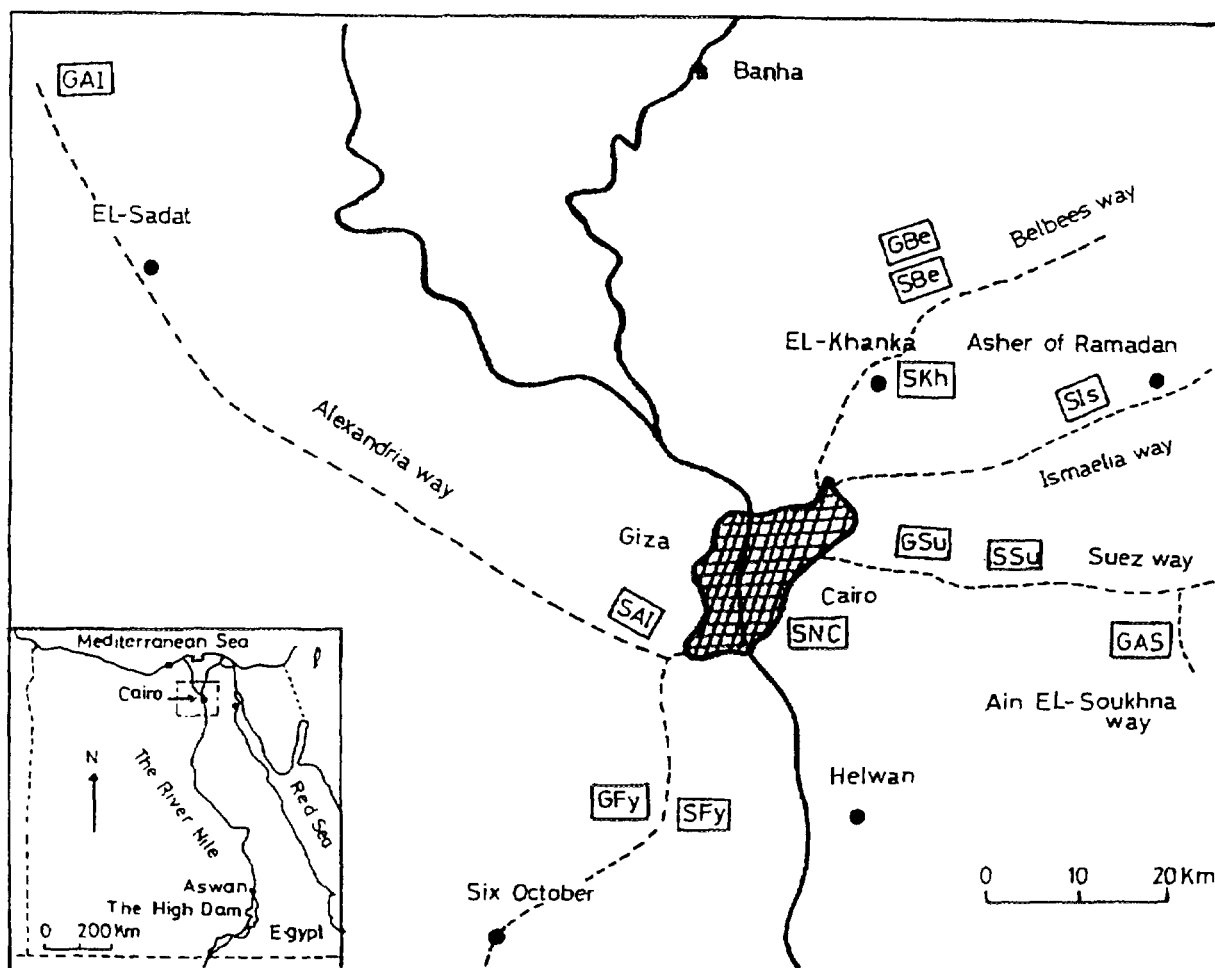 GAI
Banha
EL-Sadat
GBe
SBe
Belbees way
EL-Khanka
Asher of Ramadan
SKh
SIs
Alexandria way
Ismaelia way
Giza
GSu
SSu
Suez way
SAI
Cairo
SNC
GAS
Ain EL-Soukhna
way
GFy
SFy
Helwan
Six October
0 10 20 Km
Mediterranean Sea
Cairo
N
The River Nile
Red Sea
Aswan
The High Dam
0 200 Km
Egypt